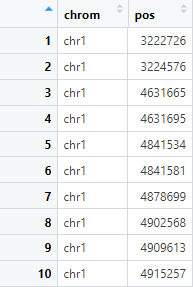 chrom pos
1 chr1 3222726
2 chr1 3224576
3 chr1 4631665
4 chr1 4631695
5 chr1 4841534
6 chr1 4841581
7 chr1 4878699
8 chr1 4902568
9 chr1 4909613
10 chr1 4915257